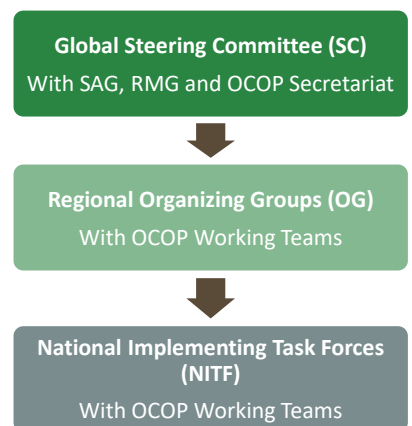 Global Steering Committee (SC)
With SAG, RMG and OCOP Secretariat
Regional Organizing Groups (OG)
With OCOP Working Teams
National Implementing Task Forces
(NITF)
With OCOP Working Teams